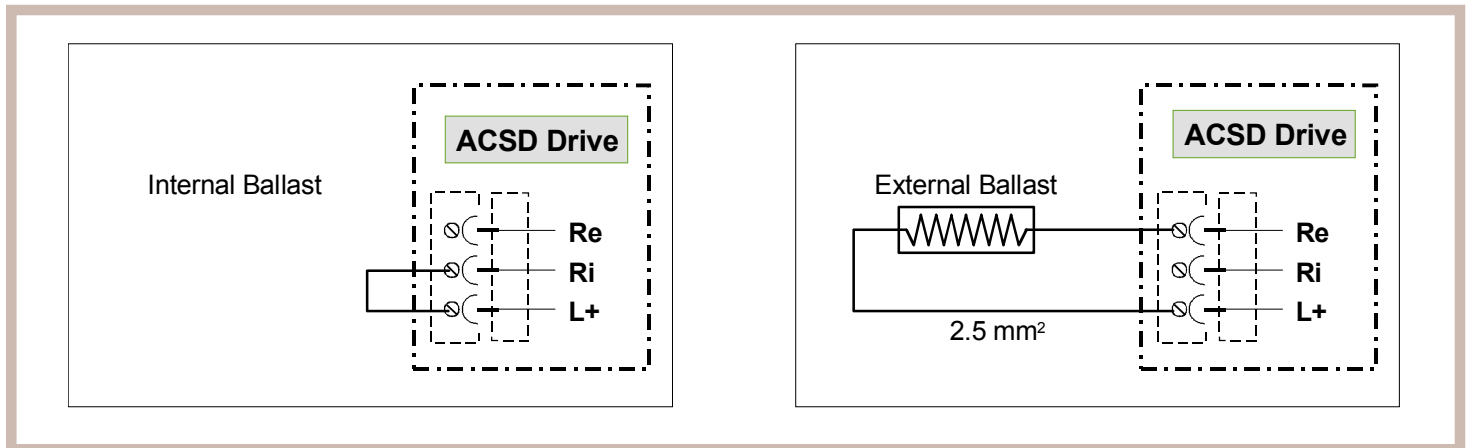 ACSD Drive
Internal Ballast
Re
Ri
L+
ACSD Drive
External Ballast
Re
Ri
L+
2.5 mm²